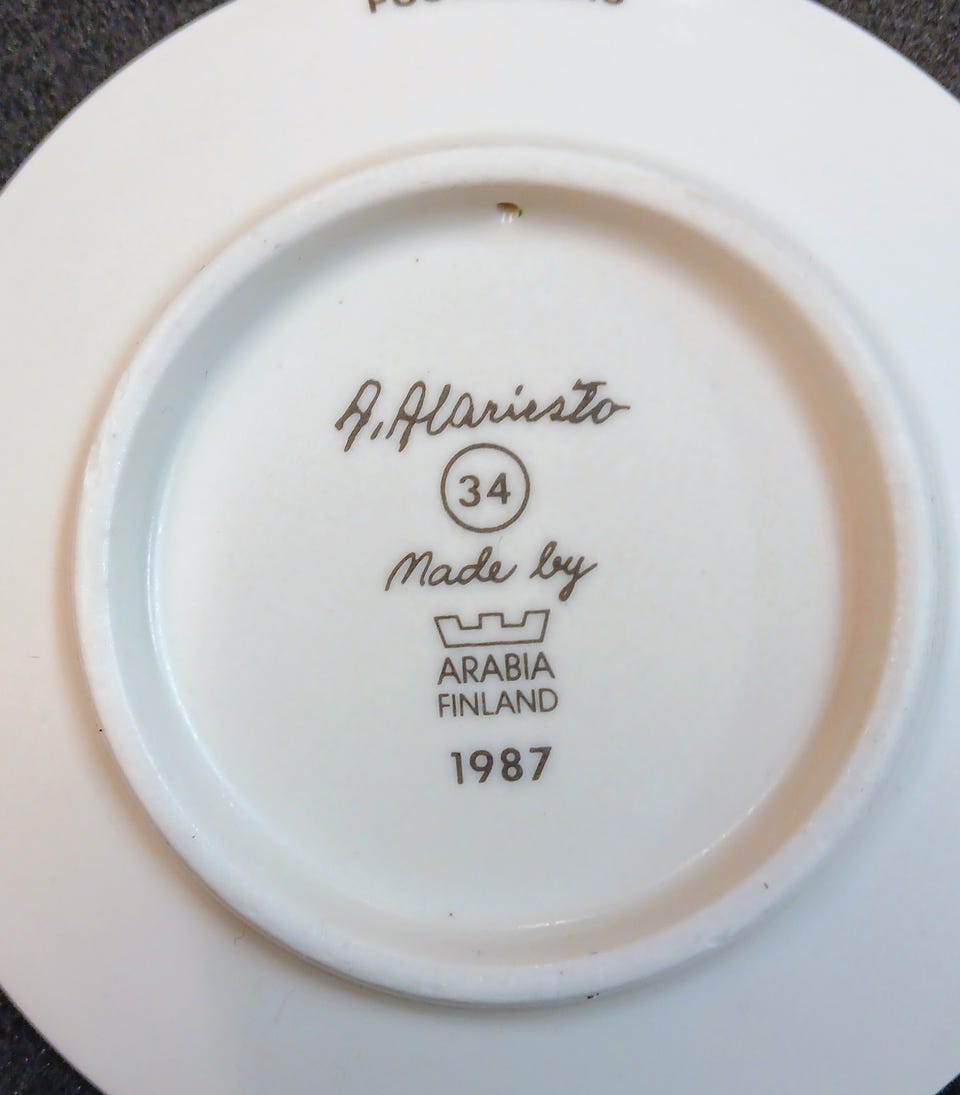 A. Alariesto
34
Made by
ARABIA
FINLAND
1987